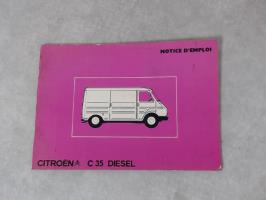 NOTICE D'EMPLOI
CITROËN C 35 DIESEL